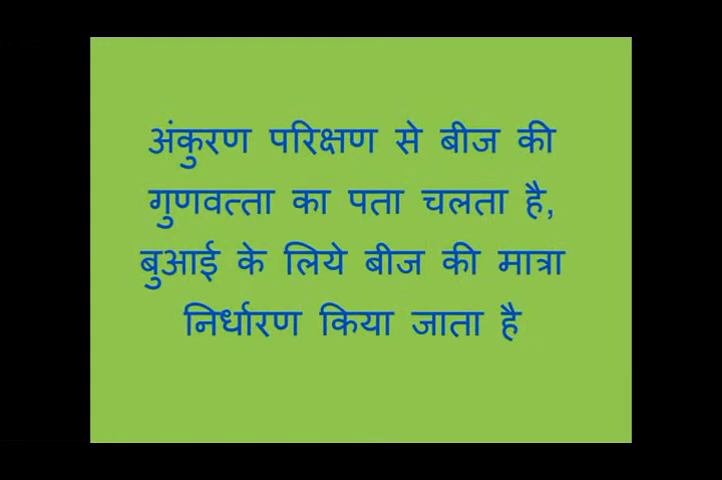 अंकुरण परिक्षण से बीज की
गुणवत्ता का पता चलता है,
बुआई के लिये बीज की मात्रा
निर्धारण किया जाता है